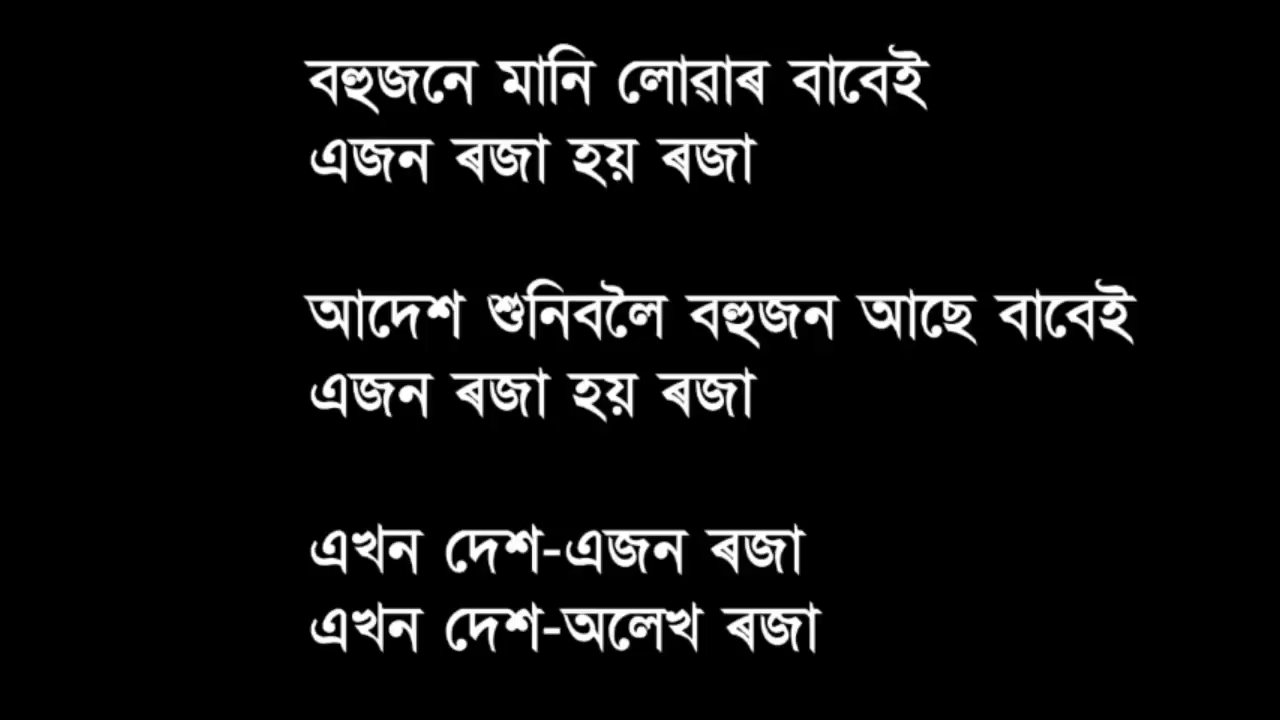 বহুজনে মানি লোৱাৰ বাবেই
এজন ৰজা হয় ৰজা
আদেশ শুনিবলৈ বহুজন আছে বাবেই
এজন ৰজা হয় ৰজা
এখন দেশ-এজন ৰজা
এখন দেশ-অলেখ ৰজা